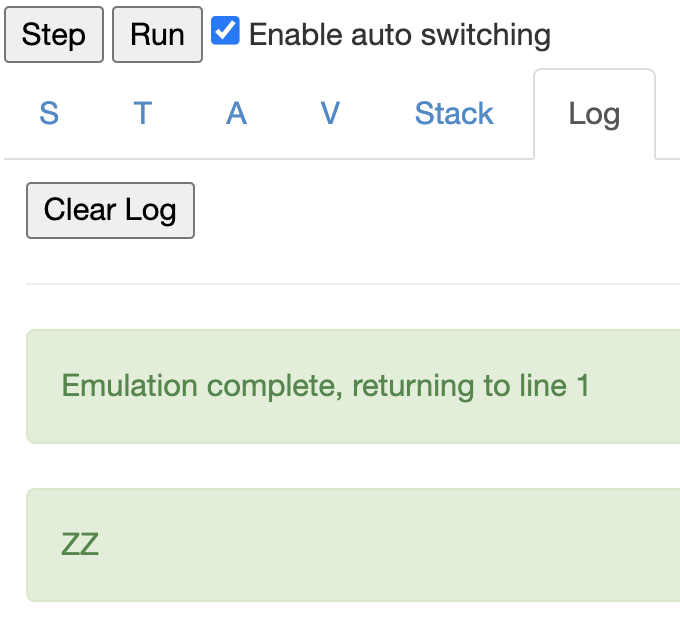 Step Run Enable auto switching
S T A V Stack Log
Clear Log
Emulation complete, returning to line 1
ZZ